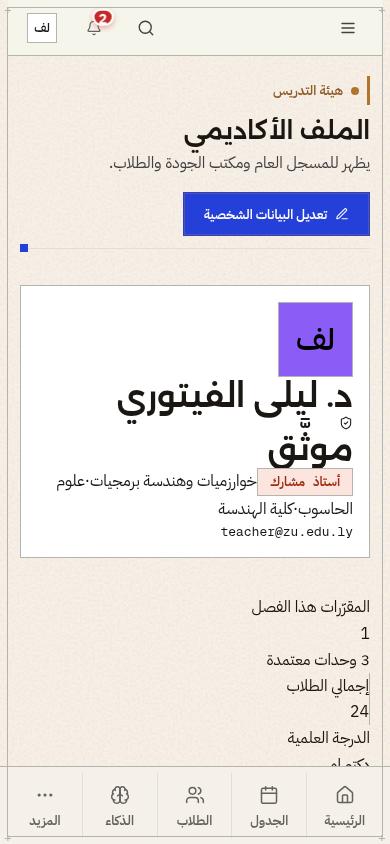 لف
2
هيئة التدريس
الملف الأكاديمي
يظهر للمسجل العام ومكتب الجودة والطلاب.
تعديل البيانات الشخصية
لف
د. ليلى الفيتوري
موثّق
أستاذ مشارك خوارزميات وهندسة برمجيات·علوم
الحاسوب·كلية الهندسة
teacher@zu.edu.ly
المقرّرات هذا الفصل
1
3 وحدات معتمدة
إجمالي الطلاب
24
الدرجة العلمية
الرئيسية
الجدول
الطلاب
الذكاء
المزيد